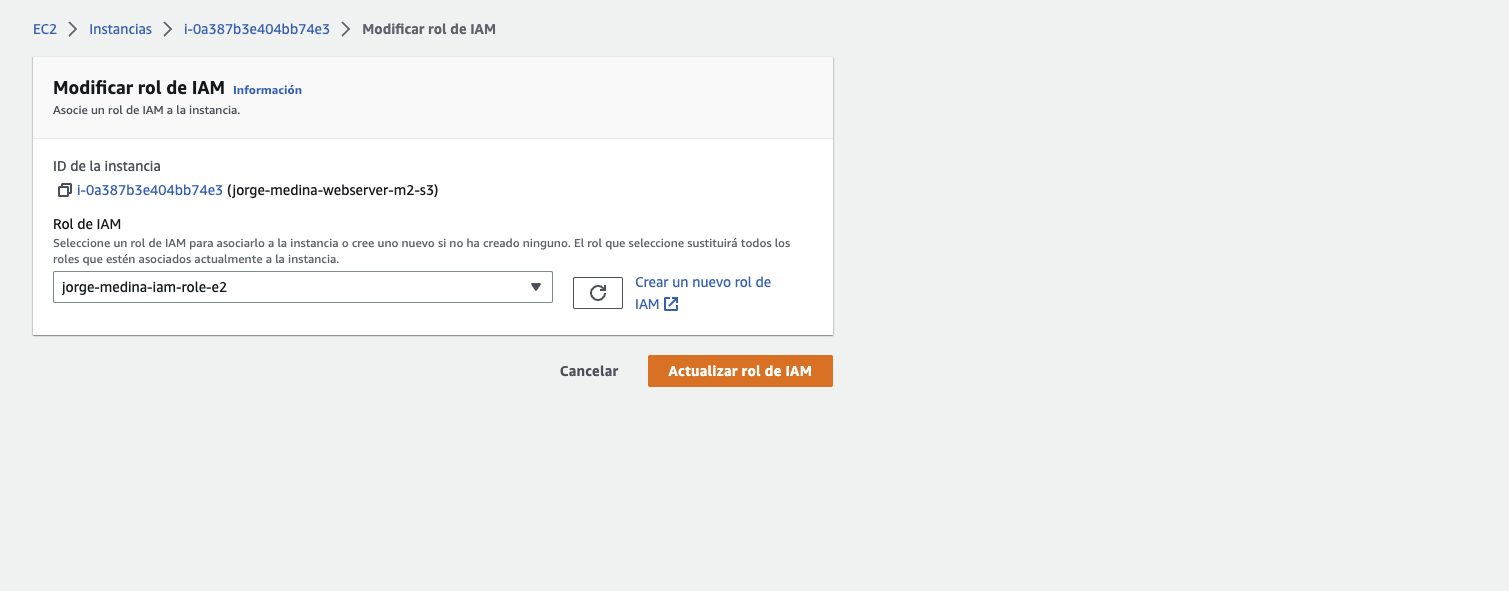 EC2 > Instancias > i-0a387b3e404bb74e3 > Modificar rol de IAM
Modificar rol de IAM Información
Asocie un rol de IAM a la instancia.
ID de la instancia
i-0a387b3e404bb74e3 (jorge-medina-webserver-m2-s3)
Rol de IAM
Seleccione un rol de IAM para asociarlo a la instancia o cree uno nuevo si no ha creado ninguno. El rol que seleccione sustituirá todos los
roles que estén asociados actualmente a la instancia.
jorge-medina-iam-role-e2
Crear un nuevo rol de
IAM
Cancelar
Actualizar rol de IAM